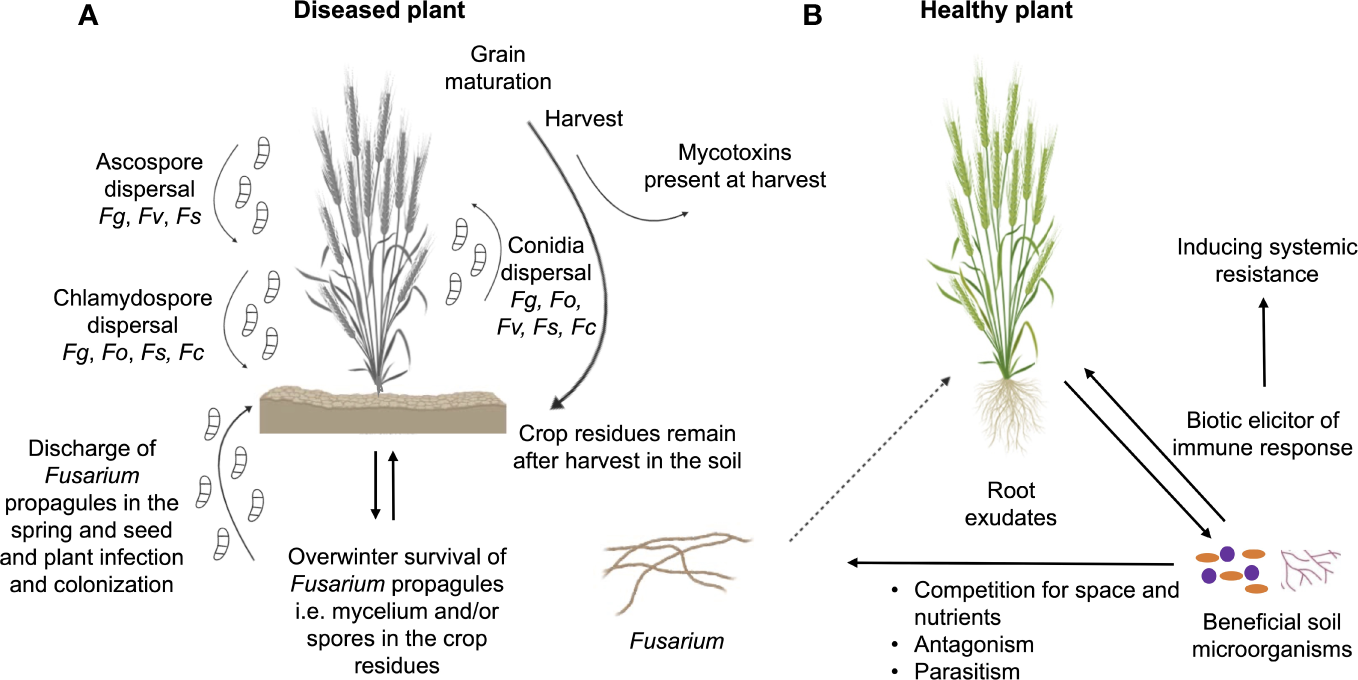 A
Diseased plant
Grain
maturation
Harvest
Mycotoxins
present at harvest
Ascospore
dispersal
Fg, Fv, Fs
Conidia
dispersal
Fg, Fo,
Fv, Fs, Fc
Chlamydospore
dispersal
Fg, Fo, Fs, Fc
Crop residues remain
after harvest in the soil
Discharge of
Fusarium
propagules in the
spring and seed
and plant infection
and colonization
Overwinter survival of
Fusarium propagules
i.e. mycelium and/or
spores in the crop
residues
Fusarium
B
Healthy plant
Inducing systemic
resistance
Biotic elicitor of
immune response
Root
exudates
• Competition for space and
nutrients
• Antagonism
• Parasitism
Beneficial soil
microorganisms